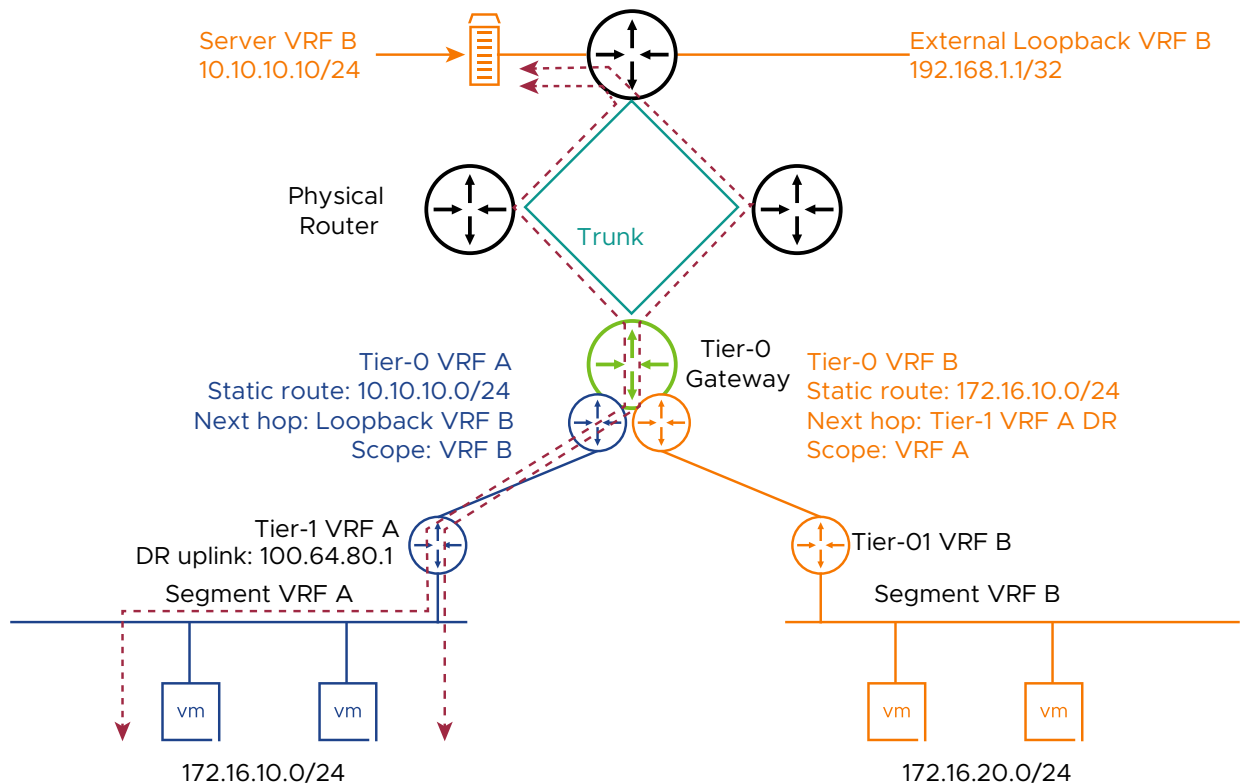 Server VRF B
10.10.10.10/24
External Loopback VRF B
192.168.1.1/32
Physical
Router
Trunk
Tier-0 VRF A
Static route: 10.10.10.0/24
Next hop: Loopback VRF B
Scope: VRF B
Tier-0
Gateway
Tier-0 VRF B
Static route: 172.16.10.0/24
Next hop: Tier-1 VRF A DR
Scope: VRF A
Tier-1 VRF A
DR uplink: 100.64.80.1
Tier-01 VRF B
Segment VRF A
Segment VRF B
vm
vm
vm
vm
172.16.10.0/24
172.16.20.0/24